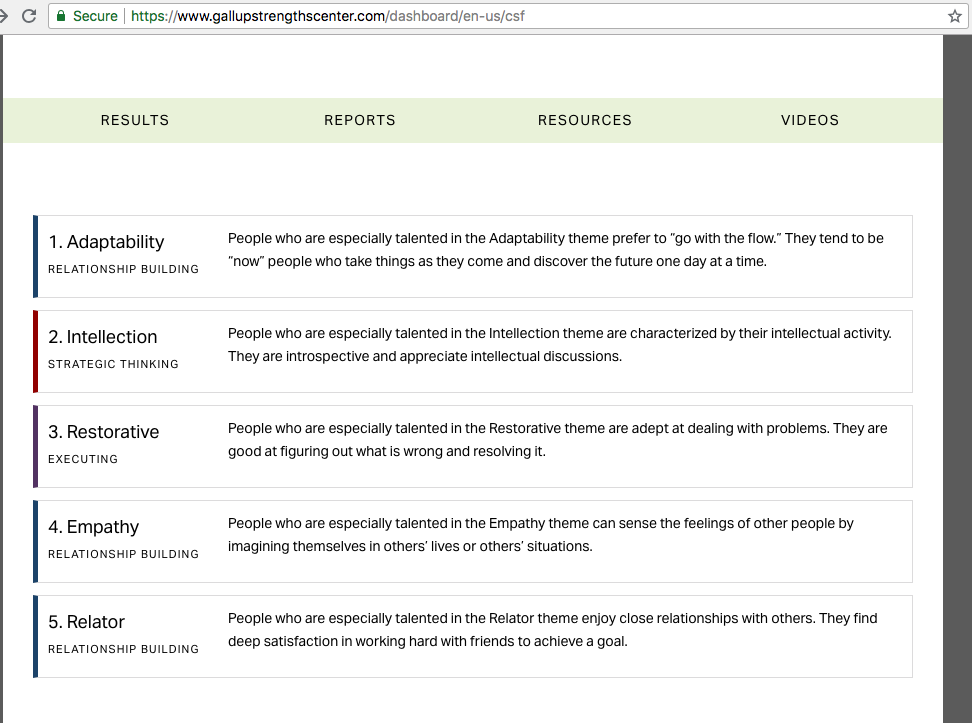 Secure | https://www.gallupstrengthscenter.com/dashboard/en-us/csf
RESULTS REPORTS RESOURCES VIDEOS
1. Adaptability
RELATIONSHIP BUILDING
People who are especially talented in the Adaptability theme prefer to “go with the flow.” They tend to be
“now” people who take things as they come and discover the future one day at a time.
2. Intellection
STRATEGIC THINKING
People who are especially talented in the Intellection theme are characterized by their intellectual activity.
They are introspective and appreciate intellectual discussions.
3. Restorative
EXECUTING
People who are especially talented in the Restorative theme are adept at dealing with problems. They are
good at figuring out what is wrong and resolving it.
4. Empathy
RELATIONSHIP BUILDING
People who are especially talented in the Empathy theme can sense the feelings of other people by
imagining themselves in others’ lives or others’ situations.
5. Relator
RELATIONSHIP BUILDING
People who are especially talented in the Relator theme enjoy close relationships with others. They find
deep satisfaction in working hard with friends to achieve a goal.